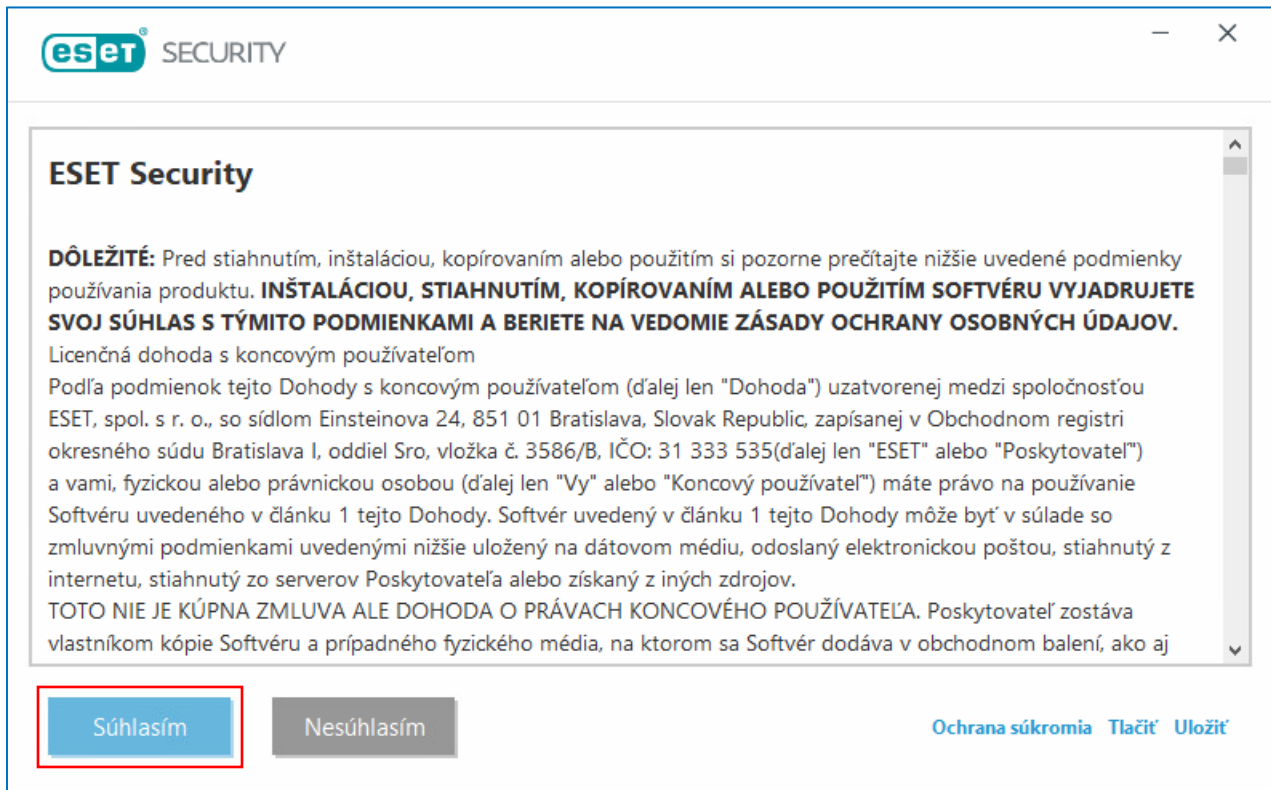 eset® SECURITY
ESET Security
DÔLEŽITÉ: Pred stiahnutím, inštaláciou, kopírovaním alebo použitím si pozorne prečítajte nižšie uvedené podmienky
používania produktu. INŠTALÁCIOU, STIAHNUTÍM, KOPÍROVANÍM ALEBO POUŽITÍM SOFTVÉRU VYJADRUJETE
SVOJ SÚHLAS S TÝMITO PODMIENKAMI A BERIETE NA VEDOMIE ZÁSADY OCHRANY OSOBNÝCH ÚDAJOV.
Licenčná dohoda s koncovým používateľom
Podľa podmienok tejto Dohody s koncovým používateľom (ďalej len "Dohoda") uzatvorenej medzi spoločnosťou
ESET, spol. s r. o., so sídlom Einsteinova 24, 851 01 Bratislava, Slovak Republic, zapísanej v Obchodnom registri
okresného súdu Bratislava I, oddiel Sro, vložka č. 3586/B, IČO: 31 333 535(ďalej len "ESET" alebo "Poskytovateľ")
a vami, fyzickou alebo právnickou osobou (ďalej len "Vy" alebo "Koncový používateľ") máte právo na používanie
Softvéru uvedeného v článku 1 tejto Dohody. Softvér uvedený v článku 1 tejto Dohody môže byť v súlade so
zmluvnými podmienkami uvedenými nižšie uložený na dátovom médiu, odoslaný elektronickou poštou, stiahnutý z
internetu, stiahnutý zo serverov Poskytovateľa alebo získaný z iných zdrojov.
TOTO NIE JE KÚPNA ZMLUVA ALE DOHODA O PRÁVACH KONCOVÉHO POUŽÍVATEĽA. Poskytovateľ zostáva
vlastníkom kópie Softvéru a prípadného fyzického média, na ktorom sa Softvér dodáva v obchodnom balení, ako aj
Súhlasím Nesúhlasím Ochrana súkromia Tlačiť Uložiť